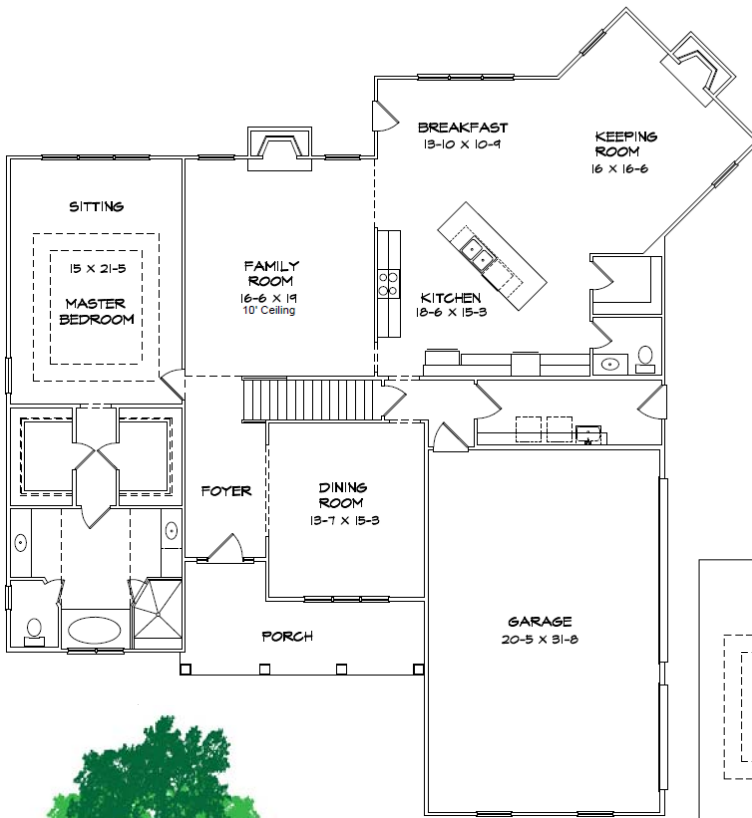 BREAKFAST
13-10 X 10-9
KEEPING
ROOM
16 X 16-6
SITTING
15 X 21-5
MASTER
BEDROOM
FAMILY
ROOM
16-6 X 19
10' Ceiling
KITCHEN
18-6 X 15-3
FOYER
DINING
ROOM
13-7 X 15-3
PORCH
GARAGE
20-5 X 31-8